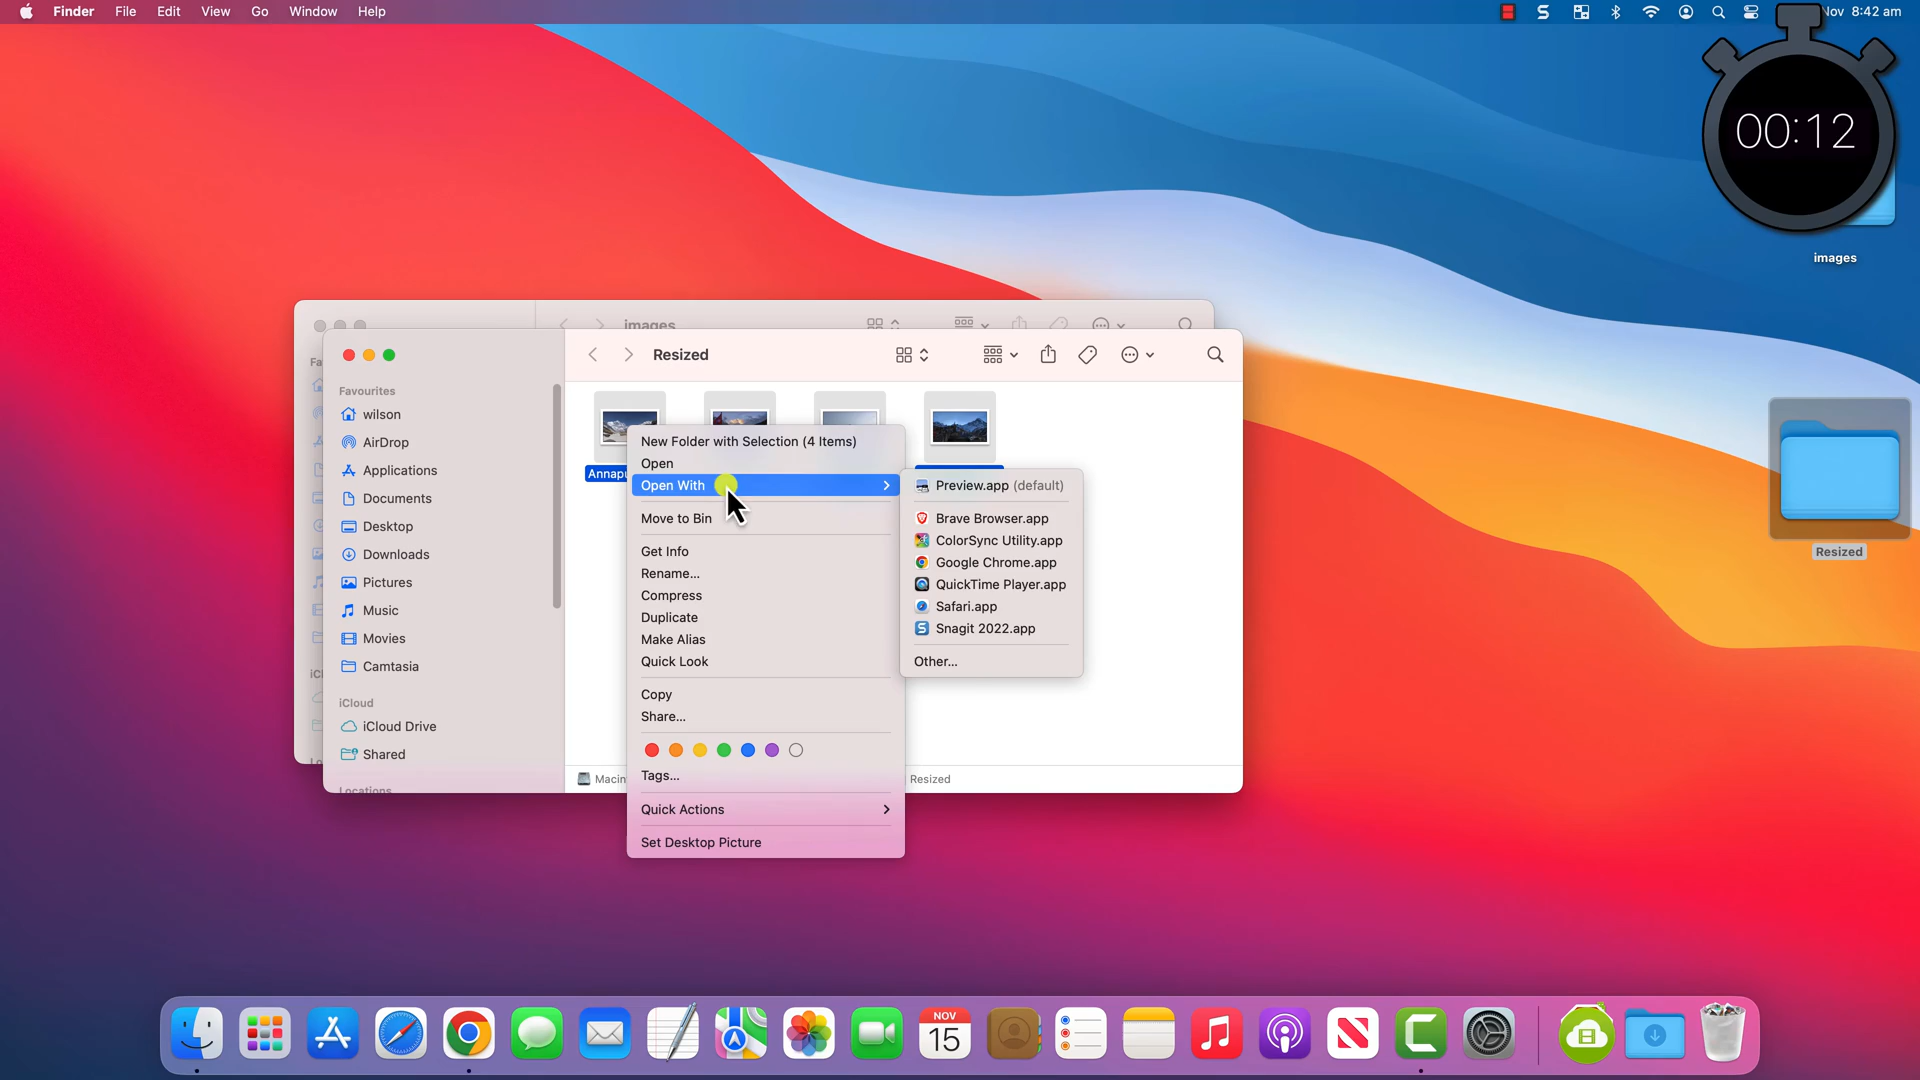 Finder File Edit View Go Window Help
Nov 8:42 am
00:12
images
images
Resized
Favourites
wilson
AirDrop
Applications
Documents
Desktop
Downloads
Pictures
Music
Movies
Camtasia
iCloud
iCloud Drive
Shared
Locations
Fa
iCl
Lo
Annapu
New Folder with Selection (4 Items)
Open
Open With
Move to Bin
Get Info
Rename...
Compress
Duplicate
Make Alias
Quick Look
Copy
Share...
Tags...
Quick Actions
Set Desktop Picture
Preview.app (default)
Brave Browser.app
ColorSync Utility.app
Google Chrome.app
QuickTime Player.app
Safari.app
Snagit 2022.app
Other...
Macin
Resized
Resized
NOV
15